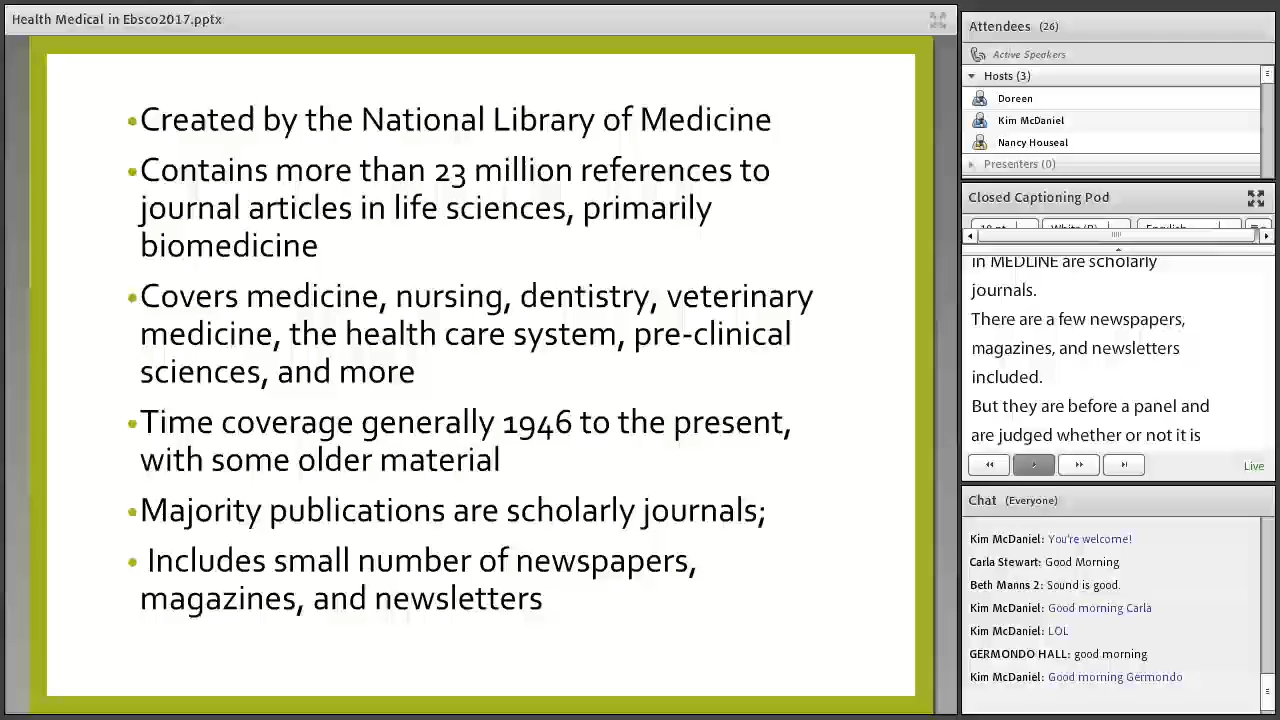 Health Medical in Ebsco2017.pptx
•Created by the National Library of Medicine
•Contains more than 23 million references to
journal articles in life sciences, primarily
biomedicine
•Covers medicine, nursing, dentistry, veterinary
medicine, the health care system, pre-clinical
sciences, and more
•Time coverage generally 1946 to the present,
with some older material
•Majority publications are scholarly journals;
• Includes small number of newspapers,
magazines, and newsletters
Attendees (26)
Active Speakers
Hosts (3)
Doreen
Kim McDaniel
Nancy Houseal
Presenters (0)
Closed Captioning Pod
in MEDLINE are scholarly
journals.
There are a few newspapers,
magazines, and newsletters
included.
But they are before a panel and
are judged whether or not it is
Live
Chat (Everyone)
Kim McDaniel: You're welcome!
Carla Stewart: Good Morning
Beth Manns 2: Sound is good.
Kim McDaniel: Good morning Carla
Kim McDaniel: LOL
GERMONDO HALL: good morning
Kim McDaniel: Good morning Germondo